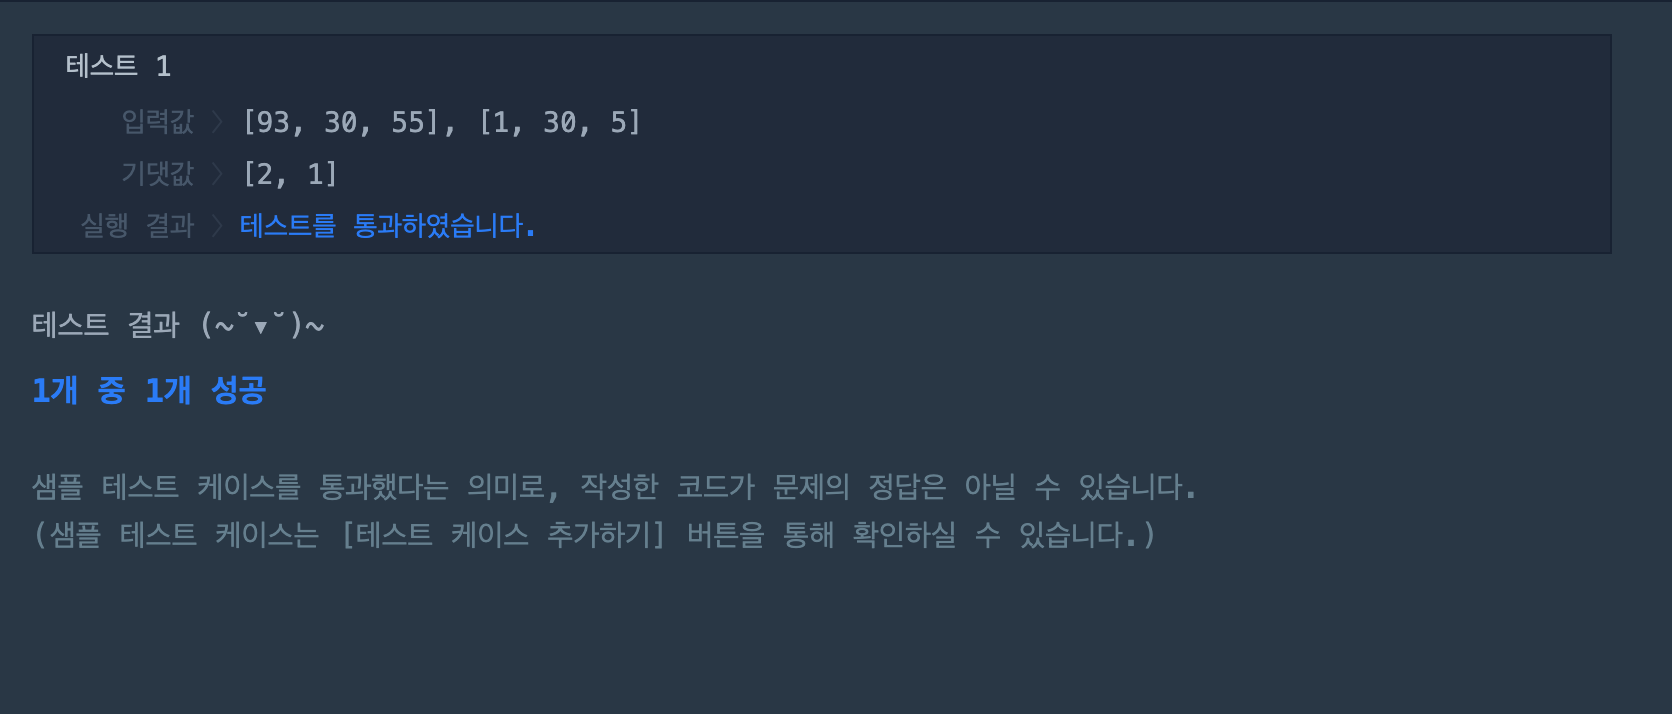 테스트 1
입력값 〉 [93, 30, 55], [1, 30, 5]
기댓값 〉 [2, 1]
실행 결과 〉 테스트를 통과하였습니다.
테스트 결과 (~˘▾˘)~
1개 중 1개 성공
샘플 테스트 케이스를 통과했다는 의미로, 작성한 코드가 문제의 정답은 아닐 수 있습니다.
(샘플 테스트 케이스는 [테스트 케이스 추가하기] 버튼을 통해 확인하실 수 있습니다.)